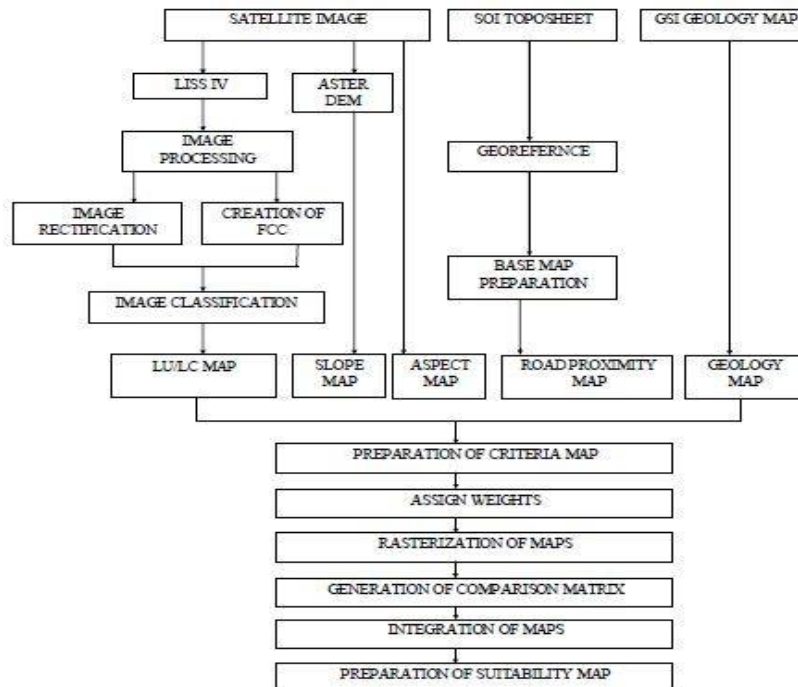 SATELLITE IMAGE
SOI TOPOSHEET
GSI GEOLOGY MAP
LISS IV
ASTER
DEM
IMAGE
PROCESSING
GEOREFERNCE
IMAGE
RECTIFICATION
CREATION OF
FCC
BASE MAP
PREPARATION
IMAGE CLASSIFICATION
LU/LC MAP
SLOPE
MAP
ASPECT
MAP
ROAD PROXIMITY
MAP
GEOLOGY
MAP
PREPARATION OF CRITERIA MAP
ASSIGN WEIGHTS
RASTERIZATION OF MAPS
GENERATION OF COMPARISON MATRIX
INTEGRATION OF MAPS
PREPARATION OF SUITABILITY MAP